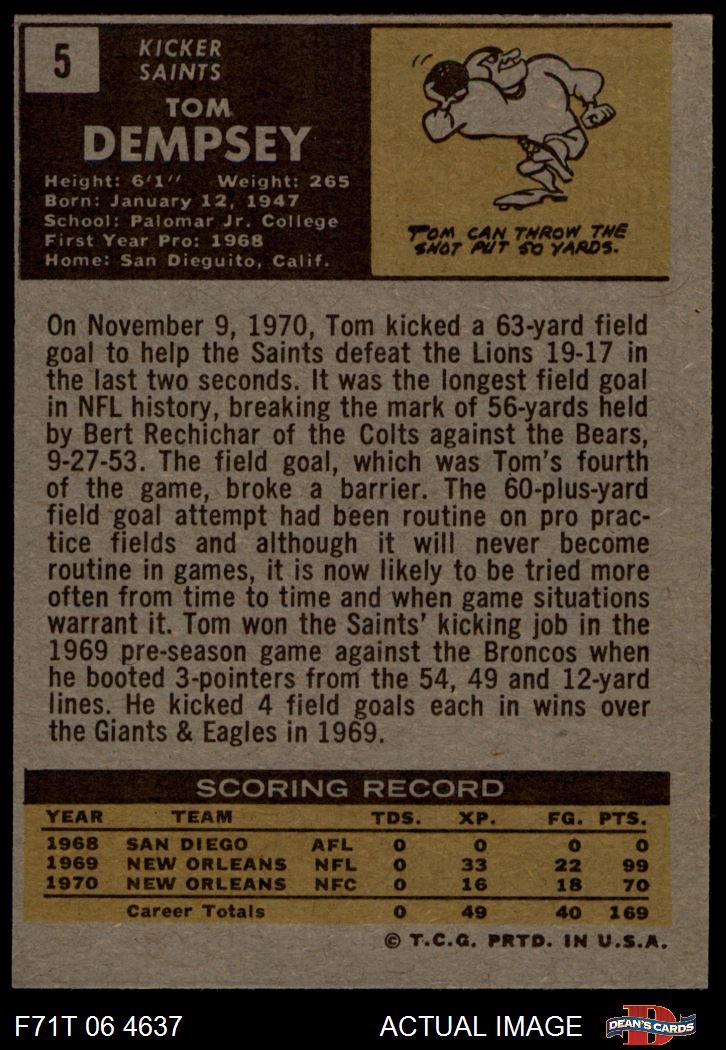 5
KICKER
SAINTS
TOM
DEMPSEY
Height: 6'1" Weight: 265
Born: January 12, 1947
School: Palomar Jr. College
First Year Pro: 1968
Home: San Dieguito, Calif.
TOM CAN THROW THE
SHOT PUT 50 YARDS.
On November 9, 1970, Tom kicked a 63-yard field
goal to help the Saints defeat the Lions 19-17 in
the last two seconds. It was the longest field goal
in NFL history, breaking the mark of 56-yards held
by Bert Rechichar of the Colts against the Bears,
9-27-53. The field goal, which was Tom's fourth
of the game, broke a barrier. The 60-plus-yard
field goal attempt had been routine on pro prac-
tice fields and although it will never become
routine in games, it is now likely to be tried more
often from time to time and when game situations
warrant it. Tom won the Saints' kicking job in the
1969 pre-season game against the Broncos when
he booted 3-pointers from the 54, 49 and 12-yard
lines. He kicked 4 field goals each in wins over
the Giants & Eagles in 1969.
SCORING RECORD
YEAR TEAM TDS. XP. FG. PTS.
1968 SAN DIEGO AFL 0 0 0 0
1969 NEW ORLEANS NFL 0 33 22 99
1970 NEW ORLEANS NFC 0 16 18 70
Career Totals 0 49 40 169
© T.C.G. PRTD. IN U.S.A.
F71T 06 4637 ACTUAL IMAGE D DEAN'S CARDS